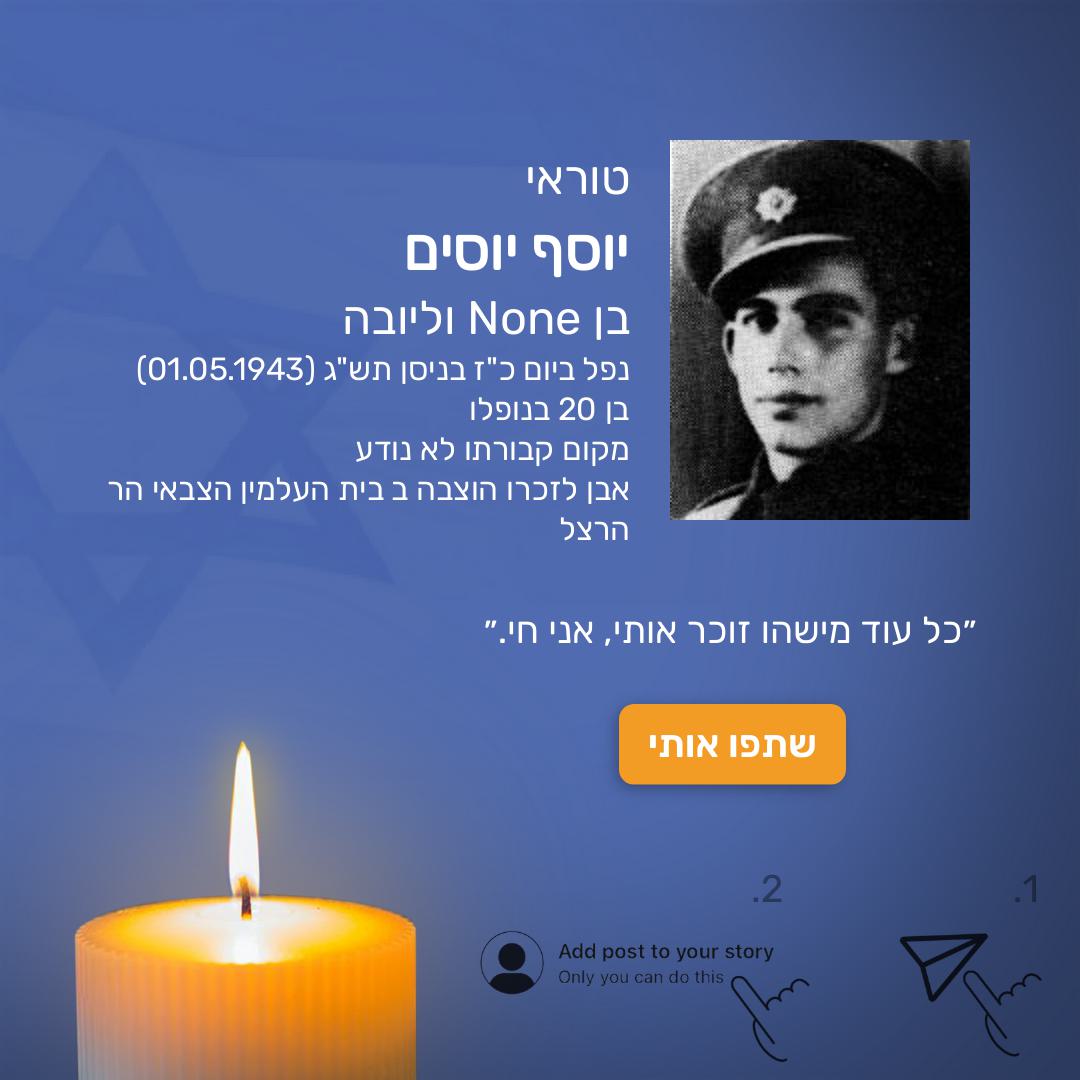 טוראי
יוסף יוסים
בן None וליובה
נפל ביום כ"ז בניסן תש"ג (01.05.1943)
בן 20 בנופלו
מקום קבורתו לא נודע
אבן לזכרו הוצבה ב בית העלמין הצבאי הר
הרצל
״כל עוד מישהו זוכר אותי, אני חי.״
שתפו אותי
.1
.2
Add post to your story
Only you can do this